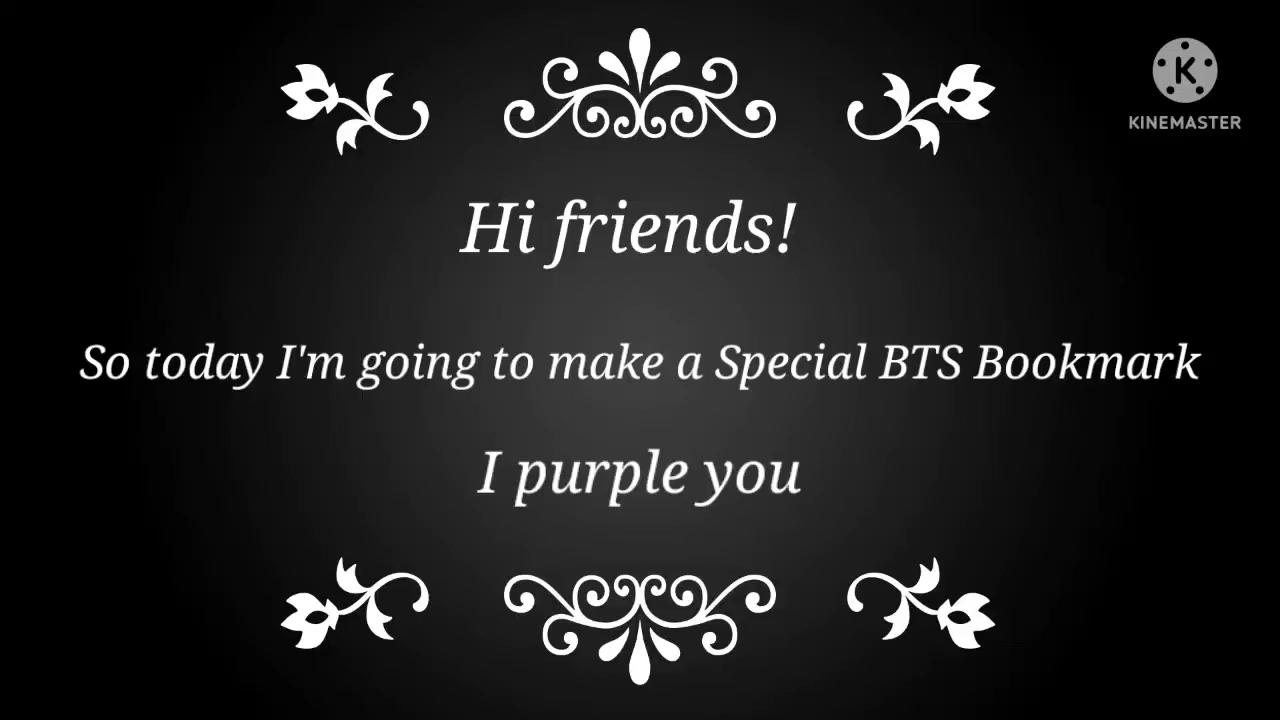 KINEMASTER
Hi friends!
So today I'm going to make a Special BTS Bookmark
I purple you